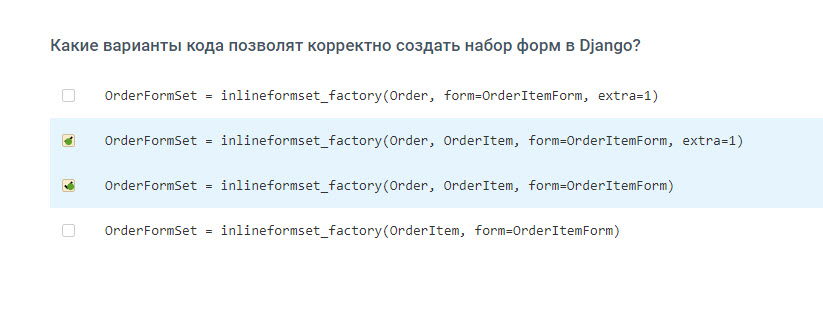 Какие варианты кода позволят корректно создать набор форм в Django?
OrderFormSet = inlineformset_factory(Order, form=OrderItemForm, extra=1)
OrderFormSet = inlineformset_factory(Order, OrderItem, form=OrderItemForm, extra=1)
OrderFormSet = inlineformset_factory(Order, OrderItem, form=OrderItemForm)
OrderFormSet = inlineformset_factory(OrderItem, form=OrderItemForm)